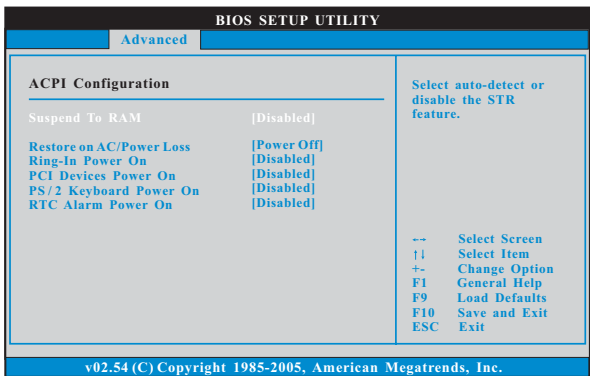 BIOS SETUP UTILITY
Advanced
ACPI Configuration
Suspend To RAM [Disabled]
Restore on AC/Power Loss [Power Off]
Ring-In Power On [Disabled]
PCI Devices Power On [Disabled]
PS/2 Keyboard Power On [Disabled]
RTC Alarm Power On [Disabled]
Select auto-detect or
disable the STR
feature.
←→ Select Screen
↑↓ Select Item
+- Change Option
F1 General Help
F9 Load Defaults
F10 Save and Exit
ESC Exit
v02.54 (C) Copyright 1985-2005, American Megatrends, Inc.